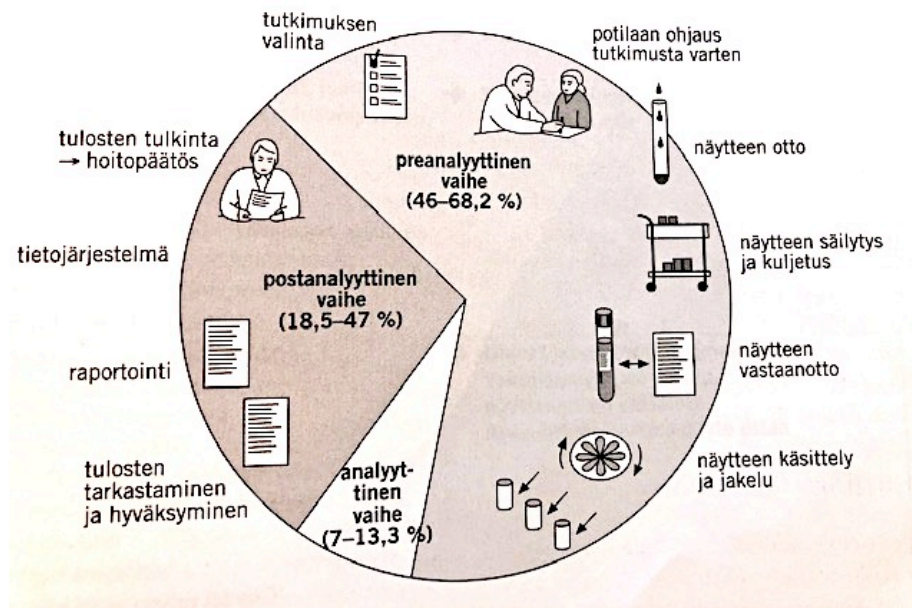 tutkimuksen
valinta
potilaan ohjaus
tutkimusta varten
näytteen otto
näytteen säilytys
ja kuljetus
näytteen
vastaanotto
näytteen käsittely
ja jakelu
preanalyyttinen
vaihe
(46–68,2 %)
analyyt-
tinen
vaihe
(7–13,3 %)
postanalyyttinen
vaihe
(18,5–47 %)
tulosten tulkinta
→ hoitopäätös
tietojärjestelmä
raportointi
tulosten
tarkastaminen
ja hyväksyminen